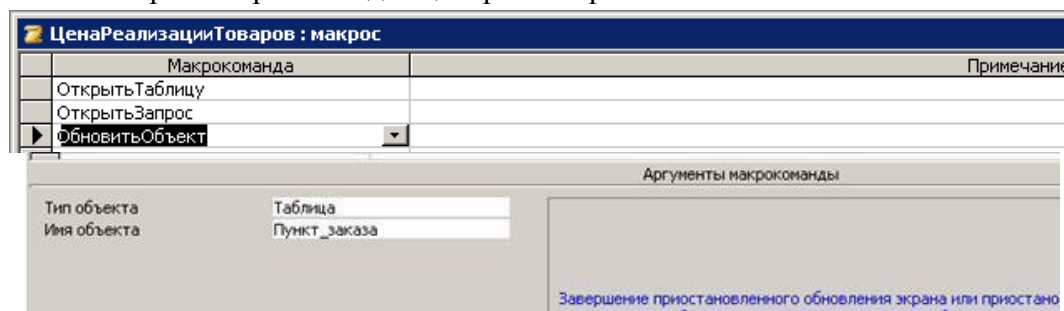 ЦенаРеализацииТоваров : макрос
Макрокоманда Примечание
ОткрытьТаблицу
ОткрытьЗапрос
ОбновитьОбъект
Аргументы макрокоманды
Тип объекта Таблица
Имя объекта Пункт_заказа
Завершение приостановленного обновления экрана или приостано